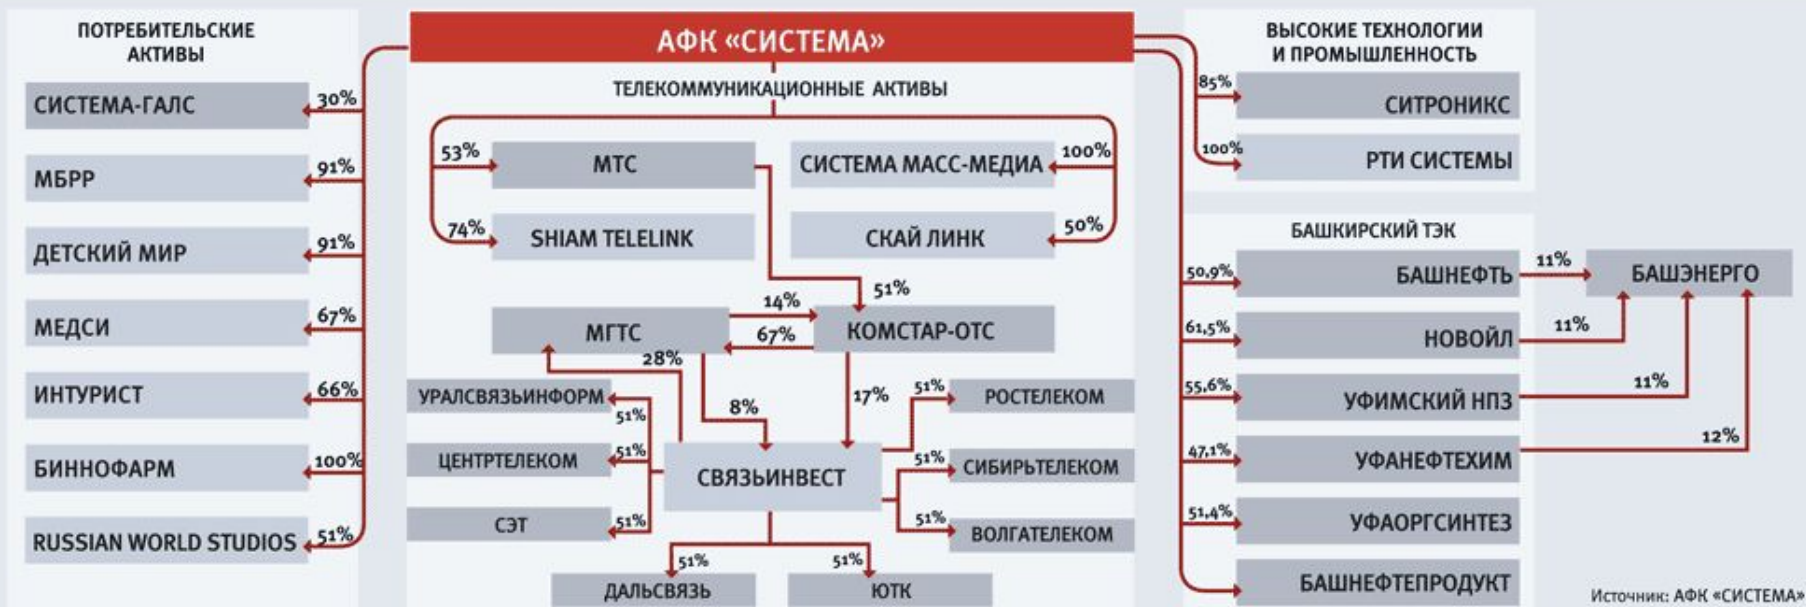 ПОТРЕБИТЕЛЬСКИЕ
АКТИВЫ
СИСТЕМА-ГАЛС
30%
МБРР
91%
ДЕТСКИЙ МИР
91%
МЕДСИ
67%
ИНТУРИСТ
66%
БИННОФАРМ
100%
RUSSIAN WORLD STUDIOS
51%
АФК «СИСТЕМА»
ТЕЛЕКОММУНИКАЦИОННЫЕ АКТИВЫ
53%
МТС
СИСТЕМА МАСС-МЕДИА
100%
74%
SHIAM TELELINK
СКАЙ ЛИНК
50%
51%
14%
МГТС
КОМСТАР-ОТС
67%
28%
УРАЛСВЯЗЬИНФОРМ
51%
8%
17%
51%
РОСТЕЛЕКОМ
ЦЕНТРТЕЛЕКОМ
51%
СВЯЗЬИНВЕСТ
51%
СИБИРЬТЕЛЕКОМ
СЭТ
51%
51%
ВОЛГАТЕЛЕКОМ
51%
51%
ДАЛЬСВЯЗЬ
ЮТК
ВЫСОКИЕ ТЕХНОЛОГИИ
И ПРОМЫШЛЕННОСТЬ
85%
СИТРОНИКС
100%
РТИ СИСТЕМЫ
БАШКИРСКИЙ ТЭК
50,9%
БАШНЕФТЬ
11%
БАШЭНЕРГО
61,5%
НОВОЙЛ
11%
55,6%
УФИМСКИЙ НПЗ
11%
47,1%
УФАНЕФТЕХИМ
12%
51,4%
УФАОРГСИНТЕЗ
БАШНЕФТЕПРОДУКТ
Источник: АФК «СИСТЕМА»